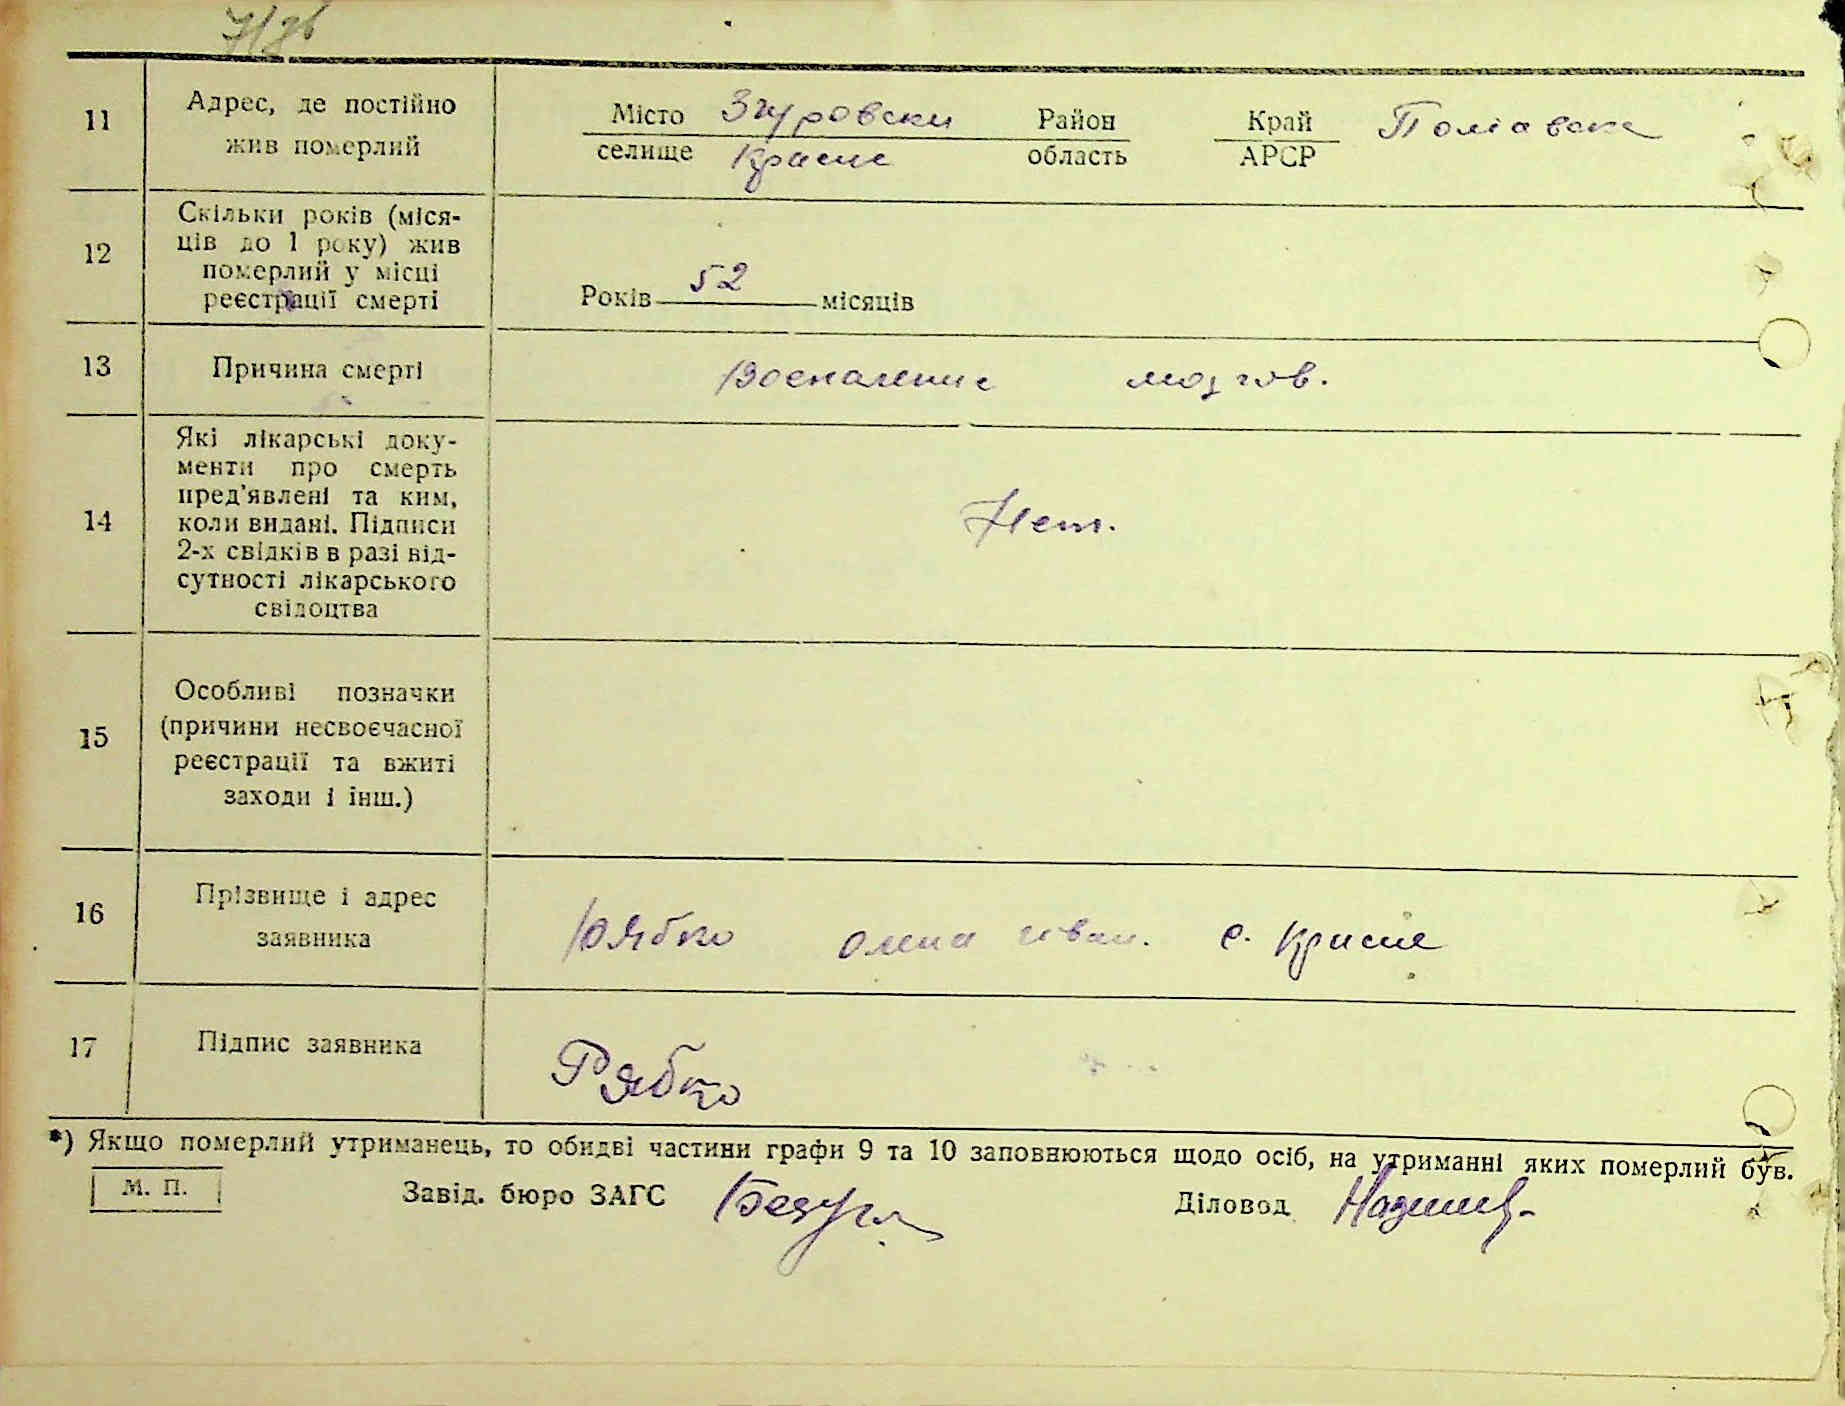 11 Адрес, де постійно жив померлий
Місто Згуровски Район Край Полтавска
селище Красне область АРСР
12 Скільки років (міся-
ців до 1 року) жив
померлий у місці
реєстрації смерті
Років 52 місяців
13 Причина смерті Воспаление мозгов.
14 Які лікарські доку-
менти про смерть
пред'явлені та ким,
коли видані. Підписи
2-х свідків в разі від-
сутності лікарського
свідоцтва
Нет.
15 Особливі позначки
(причини несвоєчасної
реєстрації та вжиті
заходи і інш.)
16 Прізвище і адрес
заявника
Рябко Олена Иван. с. Красне
17 Підпис заявника Рябко
*) Якщо померлий утриманець, то обидві частини графи 9 та 10 заповнюються щодо осіб, на утриманні яких померлий був.
М. П. Завід. бюро ЗАГС Діловод